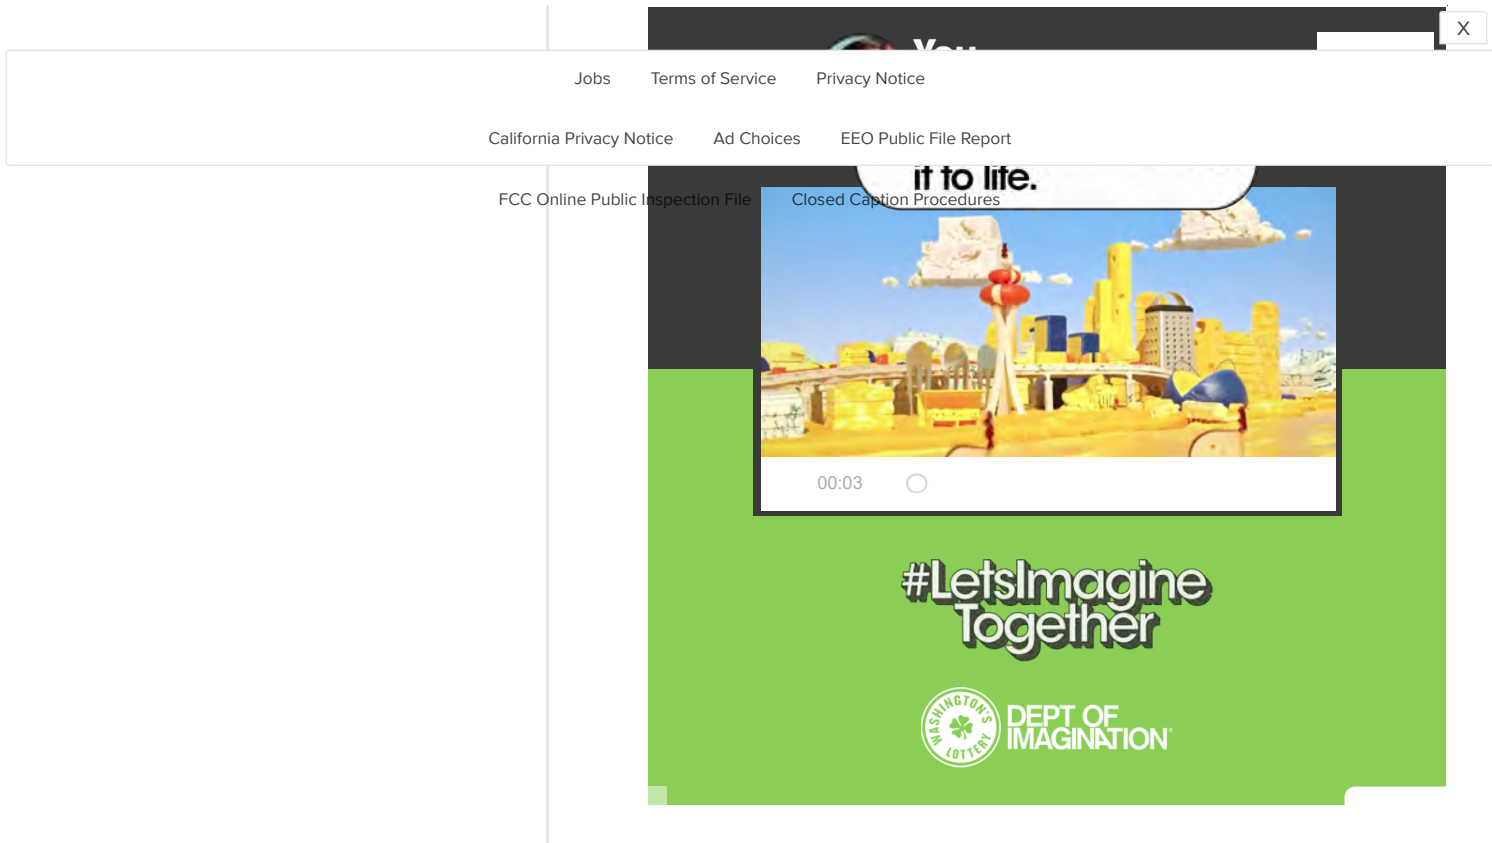 X
You
Jobs Terms of Service Privacy Notice
California Privacy Notice Ad Choices EEO Public File Report
it to life.
FCC Online Public Inspection File Closed Caption Procedures
00:03
#LetsImagine
Together
WASHINGTON'S
LOTTERY
DEPT OF
IMAGINATION